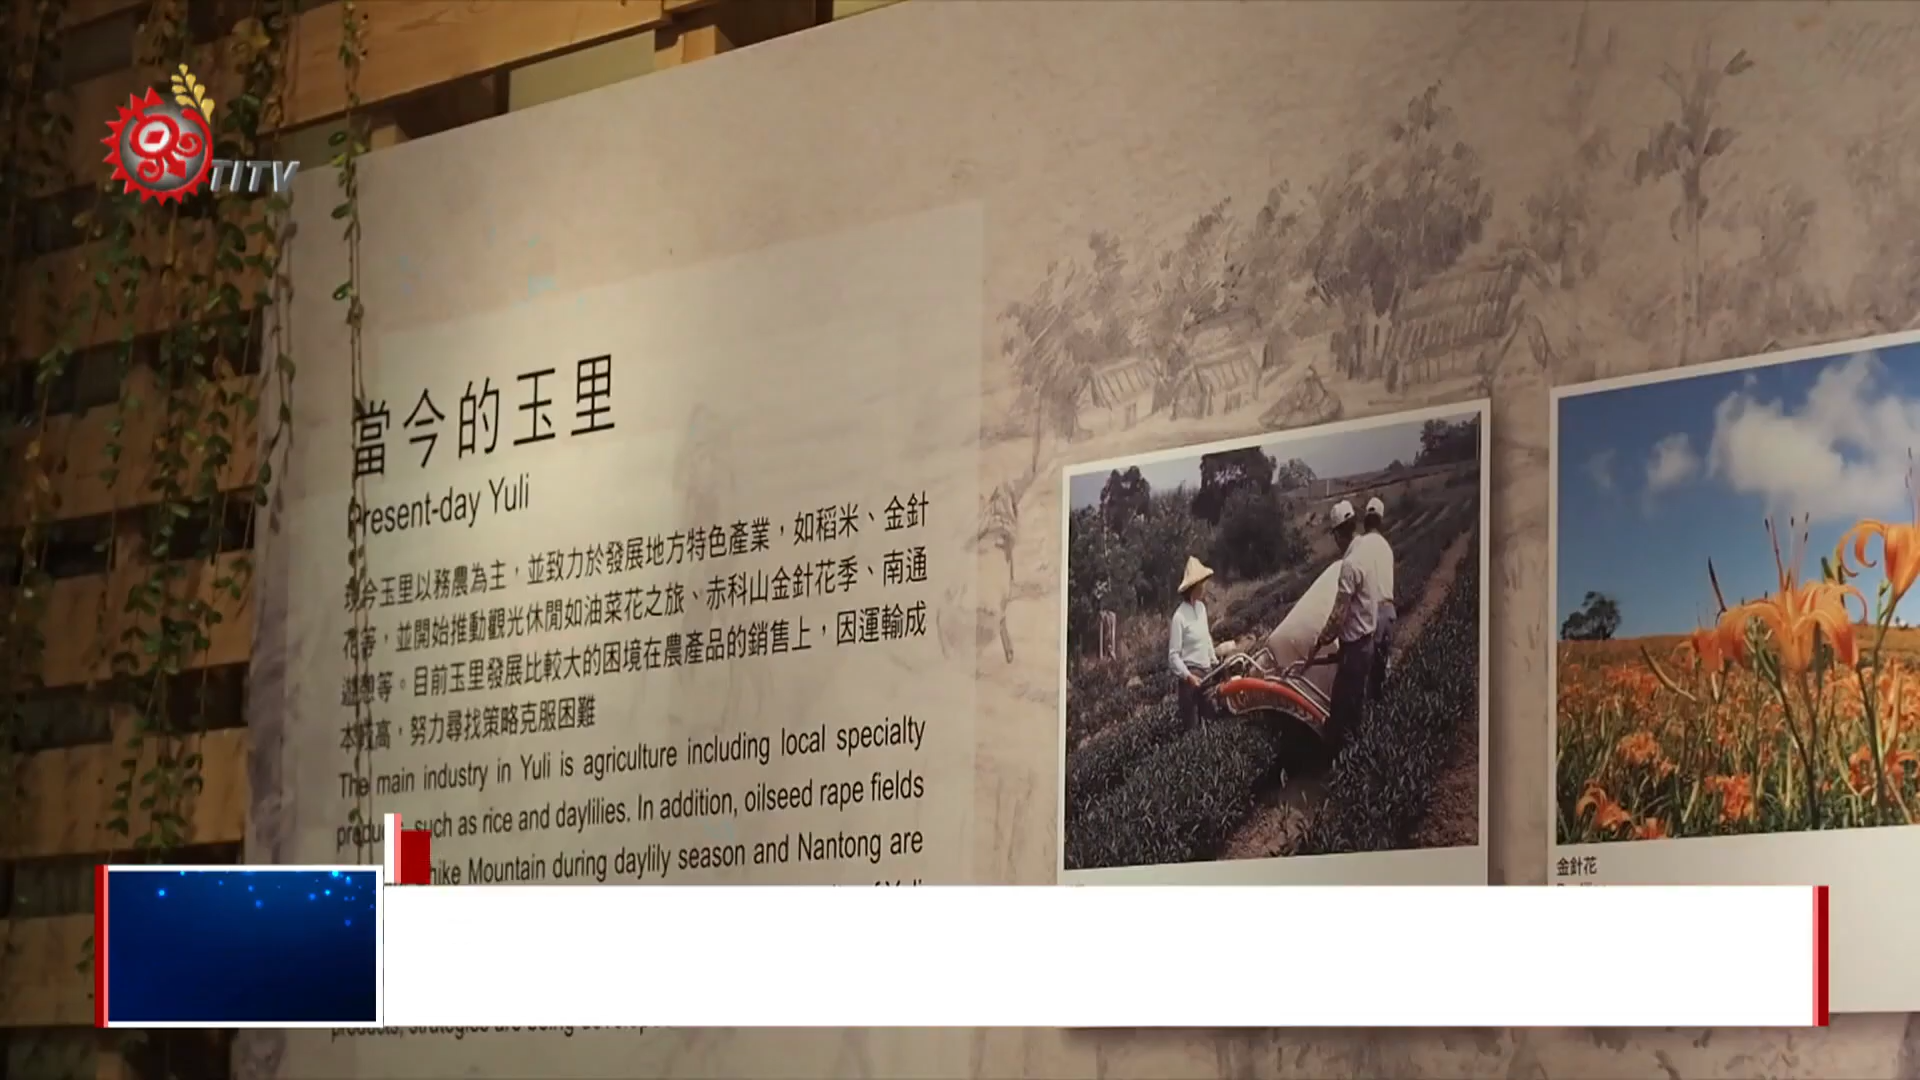 TITV
當今的玉里
Present-day Yuli
現今玉里以務農為主，並致力於發展地方特色產業，如稻米、金針
花等，並開始推動觀光休閒如油菜花之旅、赤科山金針花季、南通
遊憩等。目前玉里發展比較大的困境在農產品的銷售上，因運輸成
本較高，努力尋找策略克服困難
The main industry in Yuli is agriculture including local specialty
products, such as rice and daylilies. In addition, oilseed rape fields
hike Mountain during daylily season and Nantong are
金針花